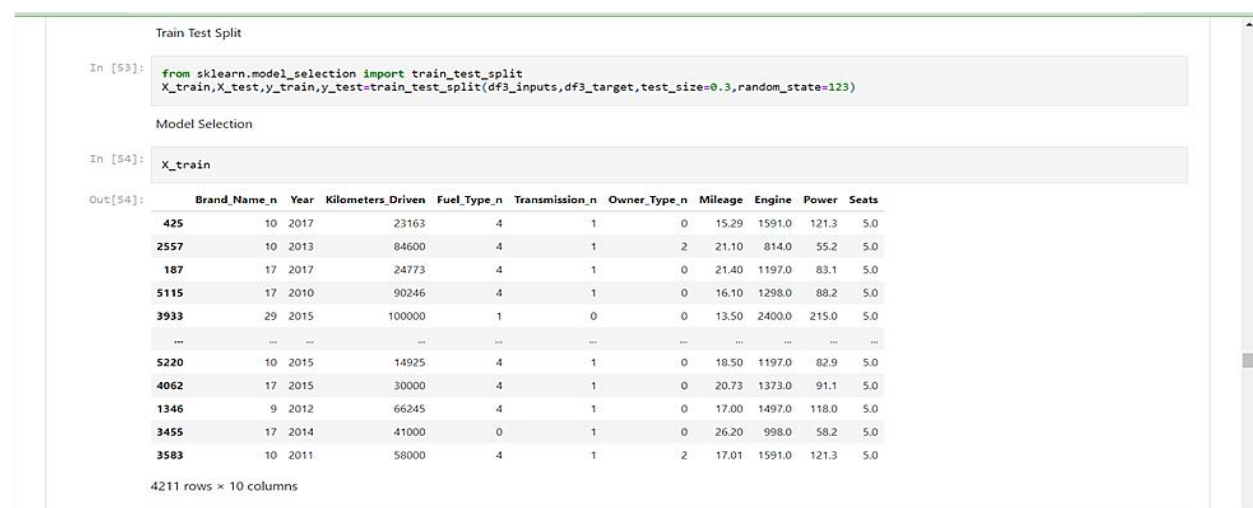 Train Test Split
In [53]: from sklearn.model_selection import train_test_split
X_train,X_test,y_train,y_test=train_test_split(df3_inputs,df3_target,test_size=0.3,random_state=123)
Model Selection
In [54]: X_train
Out[54]: Brand_Name_n Year Kilometers_Driven Fuel_Type_n Transmission_n Owner_Type_n Mileage Engine Power Seats
425 10 2017 23163 4 1 0 15.29 1591.0 121.3 5.0
2557 10 2013 84600 4 1 2 21.10 814.0 55.2 5.0
187 17 2017 24773 4 1 0 21.40 1197.0 83.1 5.0
5115 17 2010 90246 4 1 0 16.10 1298.0 88.2 5.0
3933 29 2015 100000 1 0 0 13.50 2400.0 215.0 5.0
... ... ... ... ... ... ... ... ... ... ...
5220 10 2015 14925 4 1 0 18.50 1197.0 82.9 5.0
4062 17 2015 30000 4 1 0 20.73 1373.0 91.1 5.0
1346 9 2012 66245 4 1 0 17.00 1497.0 118.0 5.0
3455 17 2014 41000 0 1 0 26.20 998.0 58.2 5.0
3583 10 2011 58000 4 1 2 17.01 1591.0 121.3 5.0
4211 rows × 10 columns